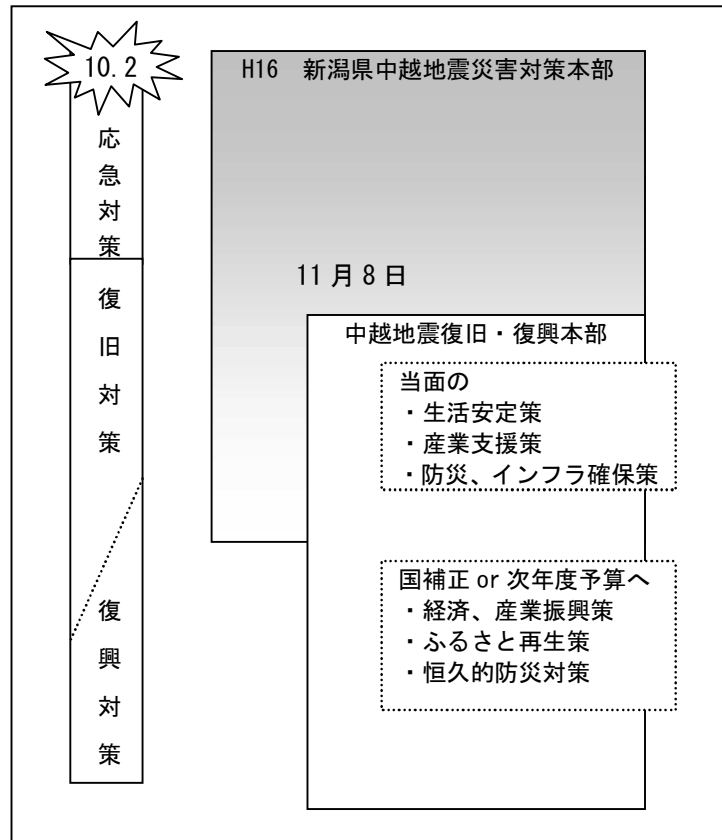 10.2
応急対策
復旧対策
復興対策
H16 新潟県中越地震災害対策本部
11月8日
中越地震復旧・復興本部
当面の
・生活安定策
・産業支援策
・防災、インフラ確保策
国補正 or 次年度予算へ
・経済、産業振興策
・ふるさと再生策
・恒久的防災対策